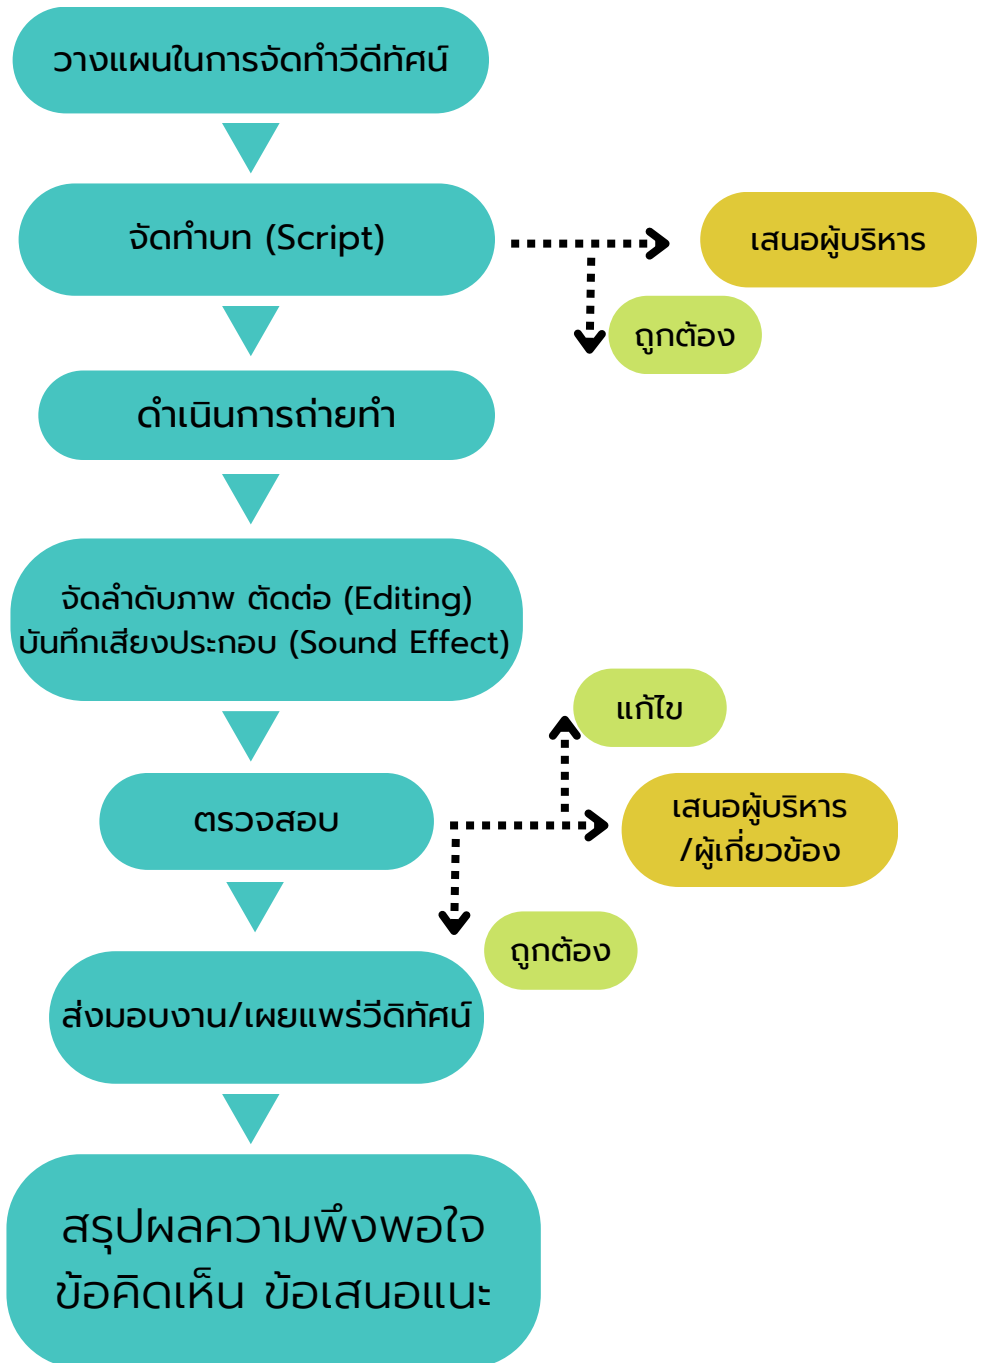 วางแผนในการจัดทำวีดีทัศน์
จัดทำบท (Script)
เสนอผู้บริหาร
ถูกต้อง
ดำเนินการถ่ายทำ
จัดลำดับภาพ ตัดต่อ (Editing)
บันทึกเสียงประกอบ (Sound Effect)
แก้ไข
ตรวจสอบ
เสนอผู้บริหาร
/ผู้เกี่ยวข้อง
ถูกต้อง
ส่งมอบงาน/เผยแพร่วีดิทัศน์
สรุปผลความพึงพอใจ
ข้อคิดเห็น ข้อเสนอแนะ